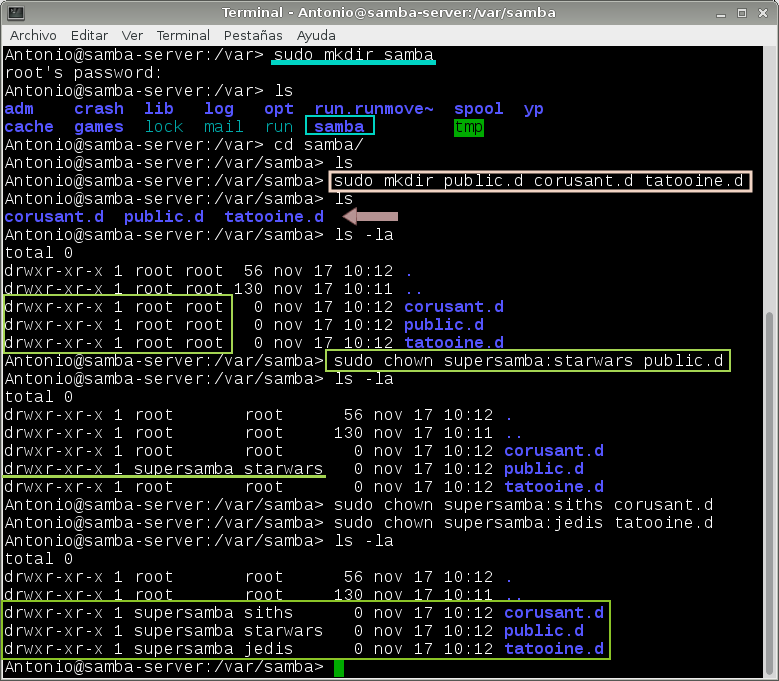 Terminal - Antonio@samba-server:/var/samba
Archivo Editar Ver Terminal Pestañas Ayuda
Antonio@samba-server:/var> sudo mkdir samba
root's password:
Antonio@samba-server:/var> ls
adm crash lib log opt run.runmove~ spool yp
cache games lock mail run samba tmp
Antonio@samba-server:/var> cd samba/
Antonio@samba-server:/var/samba> ls
Antonio@samba-server:/var/samba> sudo mkdir public.d corusant.d tatooine.d
Antonio@samba-server:/var/samba> ls
corusant.d public.d tatooine.d
Antonio@samba-server:/var/samba> ls -la
total 0
drwxr-xr-x 1 root root 56 nov 17 10:12 .
drwxr-xr-x 1 root root 130 nov 17 10:11 ..
drwxr-xr-x 1 root root 0 nov 17 10:12 corusant.d
drwxr-xr-x 1 root root 0 nov 17 10:12 public.d
drwxr-xr-x 1 root root 0 nov 17 10:12 tatooine.d
Antonio@samba-server:/var/samba> sudo chown supersamba:starwars public.d
Antonio@samba-server:/var/samba> ls -la
total 0
drwxr-xr-x 1 root root 56 nov 17 10:12 .
drwxr-xr-x 1 root root 130 nov 17 10:11 ..
drwxr-xr-x 1 root root 0 nov 17 10:12 corusant.d
drwxr-xr-x 1 supersamba starwars 0 nov 17 10:12 public.d
drwxr-xr-x 1 root root 0 nov 17 10:12 tatooine.d
Antonio@samba-server:/var/samba> sudo chown supersamba:siths corusant.d
Antonio@samba-server:/var/samba> sudo chown supersamba:jedis tatooine.d
Antonio@samba-server:/var/samba> ls -la
total 0
drwxr-xr-x 1 root root 56 nov 17 10:12 .
drwxr-xr-x 1 root root 130 nov 17 10:11 ..
drwxr-xr-x 1 supersamba siths 0 nov 17 10:12 corusant.d
drwxr-xr-x 1 supersamba starwars 0 nov 17 10:12 public.d
drwxr-xr-x 1 supersamba jedis 0 nov 17 10:12 tatooine.d
Antonio@samba-server:/var/samba>